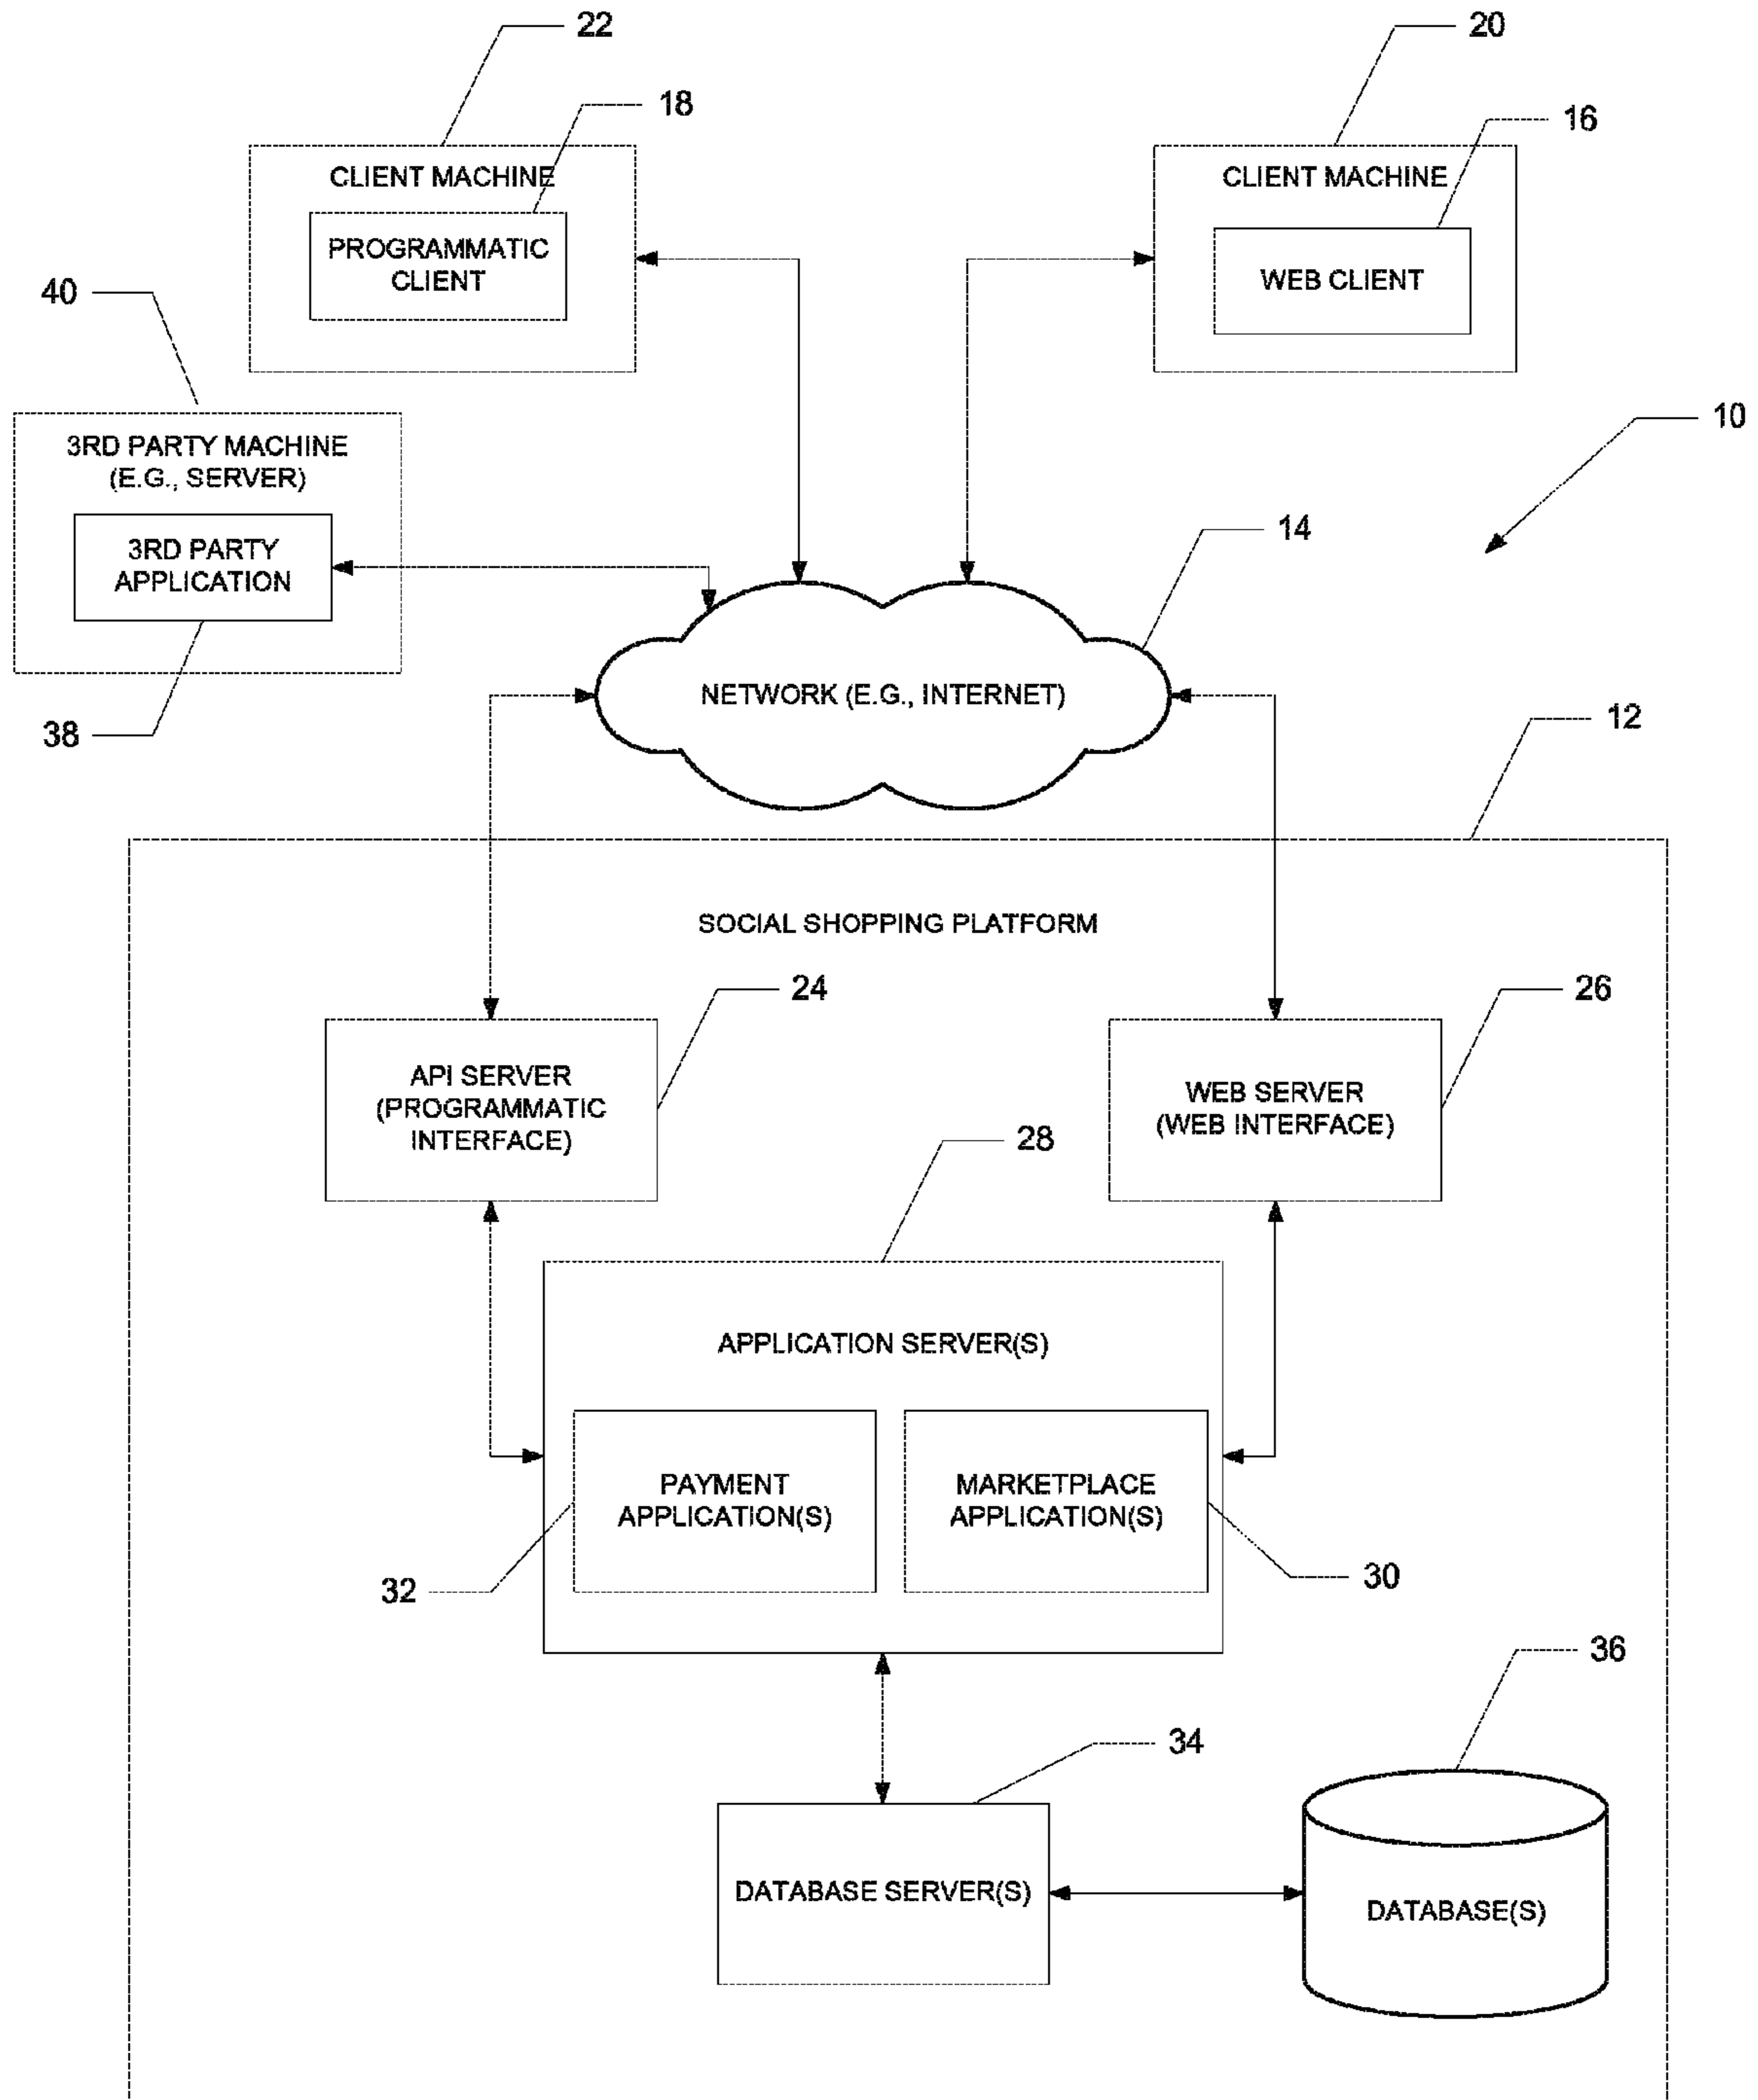 22
20
18
16
CLIENT MACHINE
CLIENT MACHINE
PROGRAMMATIC
CLIENT
WEB CLIENT
40
10
3RD PARTY MACHINE
(E.G., SERVER)
14
3RD PARTY
APPLICATION
NETWORK (E.G., INTERNET)
12
38
SOCIAL SHOPPING PLATFORM
24
26
API SERVER
(PROGRAMMATIC
INTERFACE)
WEB SERVER
(WEB INTERFACE)
28
APPLICATION SERVER(S)
PAYMENT
APPLICATION(S)
MARKETPLACE
APPLICATION(S)
32
30
36
34
DATABASE SERVER(S)
DATABASE(S)